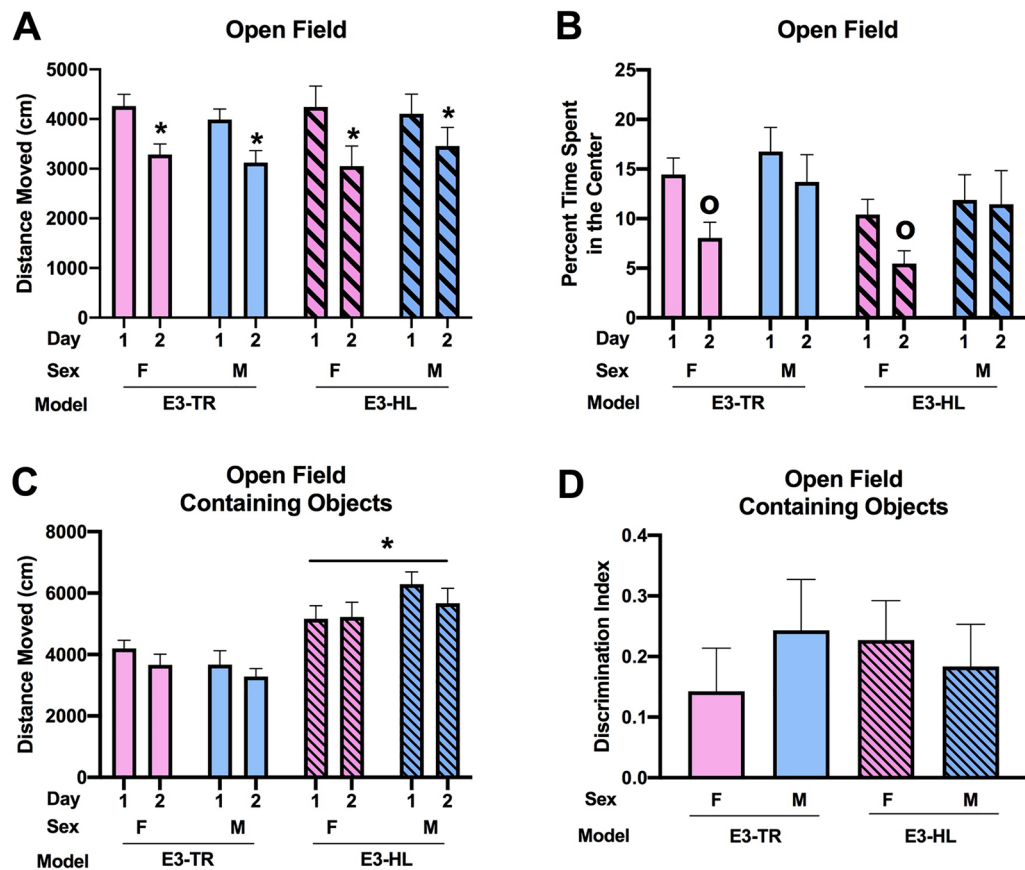 A
Open Field
Distance Moved (cm)
5000
4000
3000
2000
1000
0
* * * *
Day 1 2 1 2 1 2 1 2
Sex F M F M
Model E3-TR E3-HL
B
Open Field
Percent Time Spent
in the Center
25
20
15
10
5
0
o o
Day 1 2 1 2 1 2 1 2
Sex F M F M
Model E3-TR E3-HL
C
Open Field
Containing Objects
Distance Moved (cm)
8000
6000
4000
2000
0
*
Day 1 2 1 2 1 2 1 2
Sex F M F M
Model E3-TR E3-HL
D
Open Field
Containing Objects
Discrimination Index
0.4
0.3
0.2
0.1
0.0
Sex F M F M
Model E3-TR E3-HL